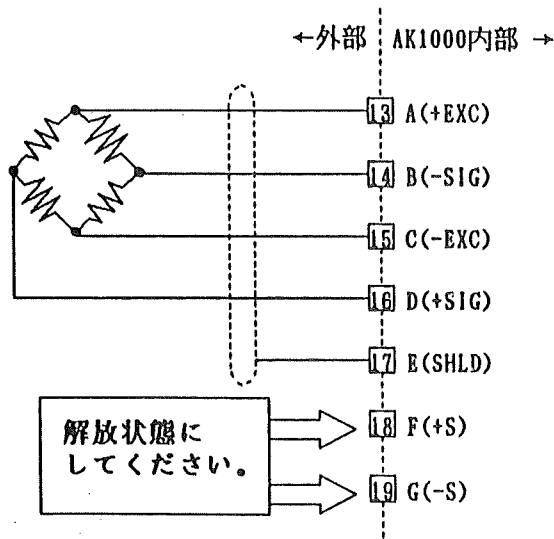 ←外部 AK1000内部→
13 A(+EXC)
14 B(-SIG)
15 C(-EXC)
16 D(+SIG)
17 E(SHLD)
18 F(+S)
19 G(-S)
解放状態に
してください。